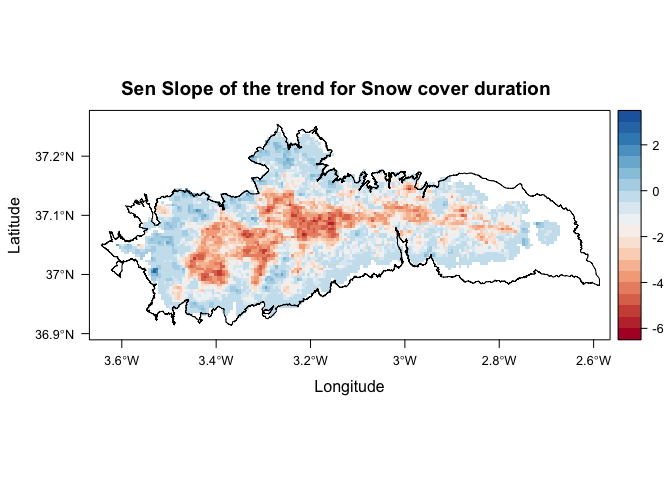 Sen Slope of the trend for Snow cover duration
37.2°N
37.1°N
37°N
36.9°N
Latitude
3.6°W
3.4°W
3.2°W
3°W
2.8°W
2.6°W
Longitude
2
0
−2
−4
−6